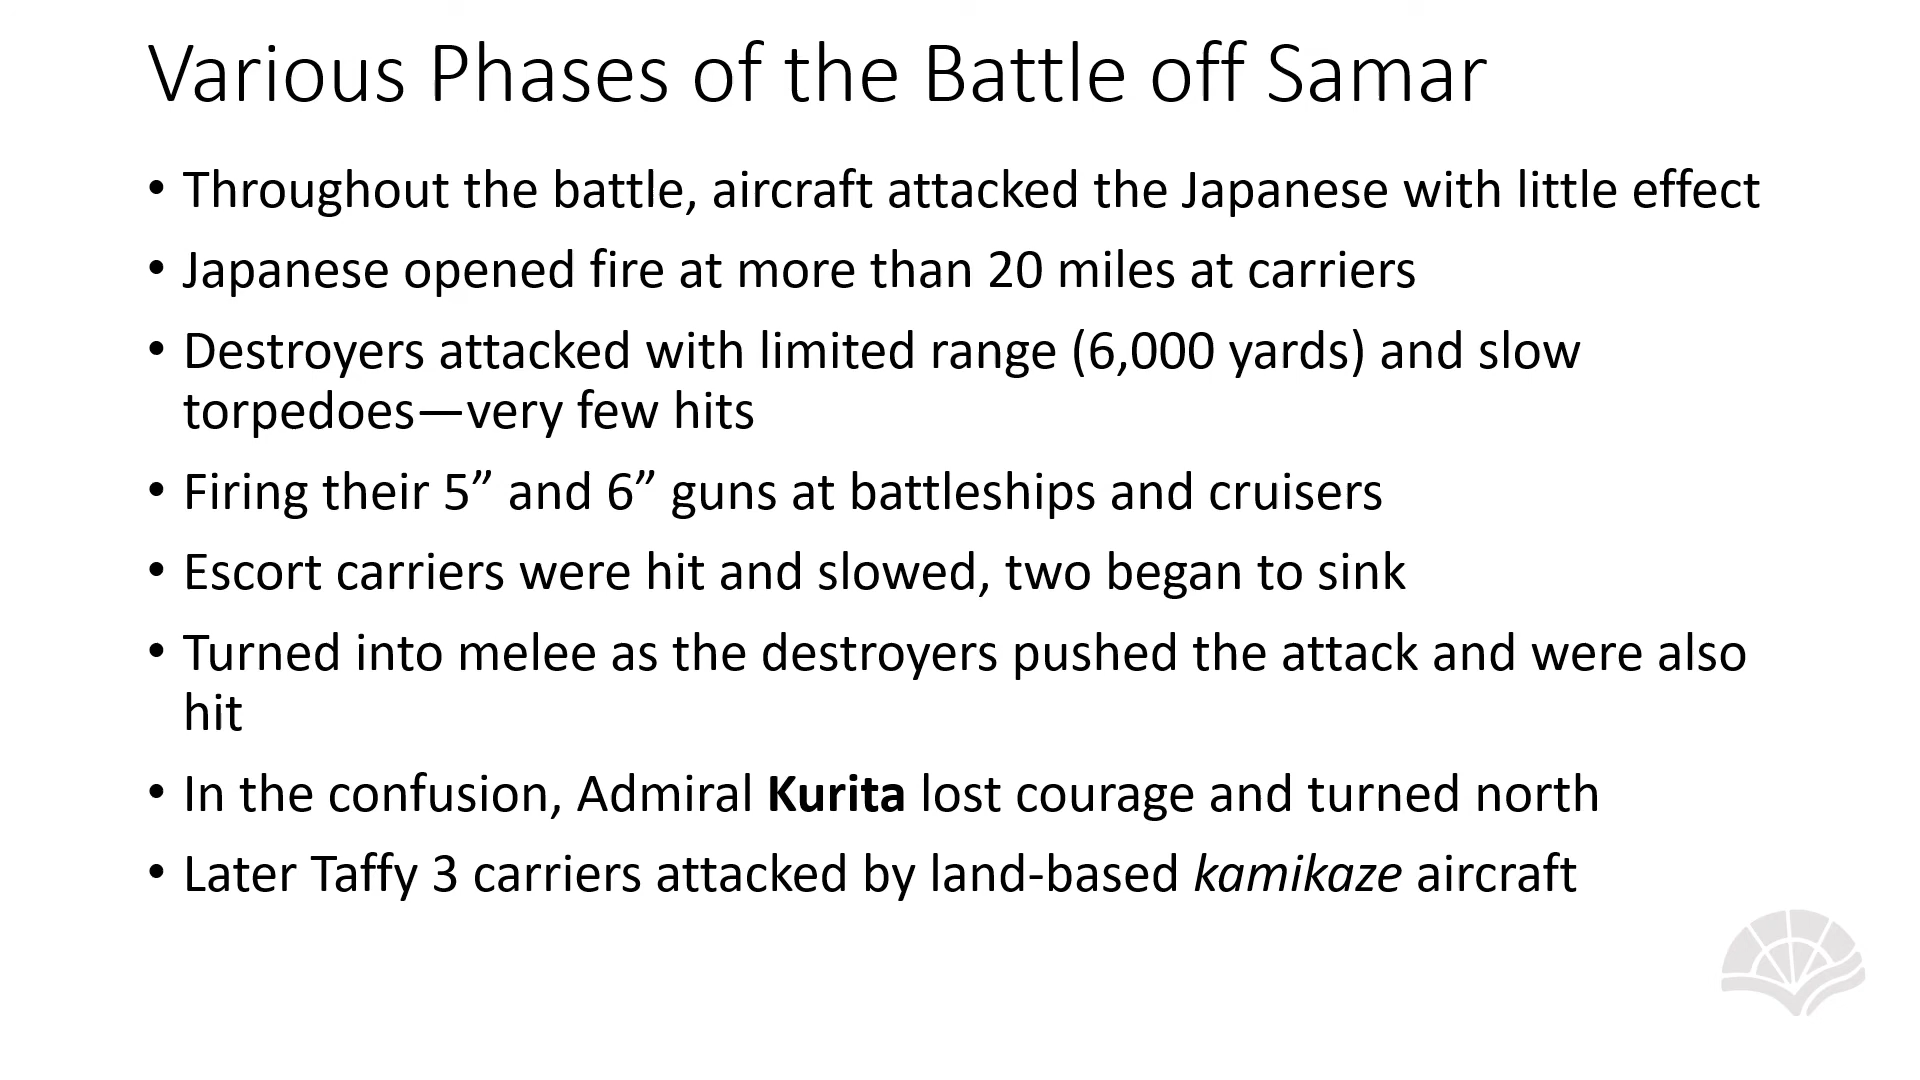 Various Phases of the Battle off Samar
• Throughout the battle, aircraft attacked the Japanese with little effect
• Japanese opened fire at more than 20 miles at carriers
• Destroyers attacked with limited range (6,000 yards) and slow
torpedoes—very few hits
• Firing their 5” and 6” guns at battleships and cruisers
• Escort carriers were hit and slowed, two began to sink
• Turned into melee as the destroyers pushed the attack and were also
hit
• In the confusion, Admiral Kurita lost courage and turned north
• Later Taffy 3 carriers attacked by land-based kamikaze aircraft